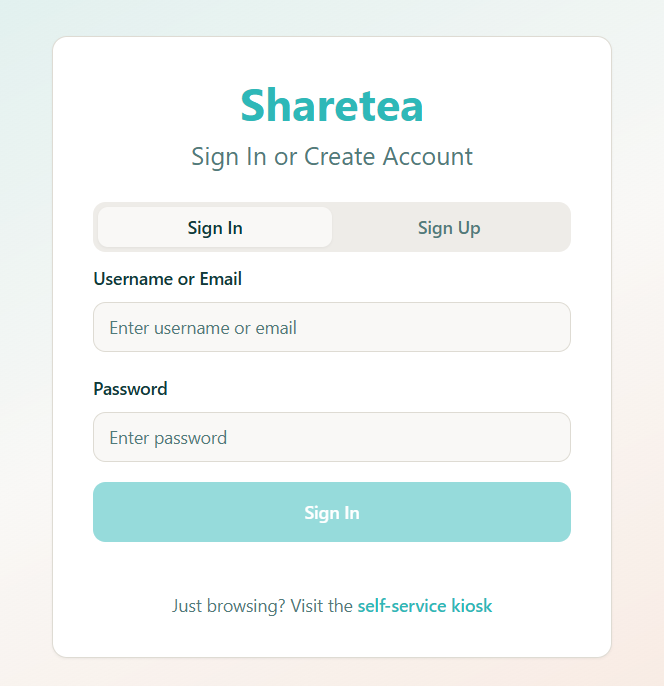 Sharetea
Sign In or Create Account
Sign In
Sign Up
Username or Email
Enter username or email
Password
Enter password
Sign In
Just browsing? Visit the self-service kiosk